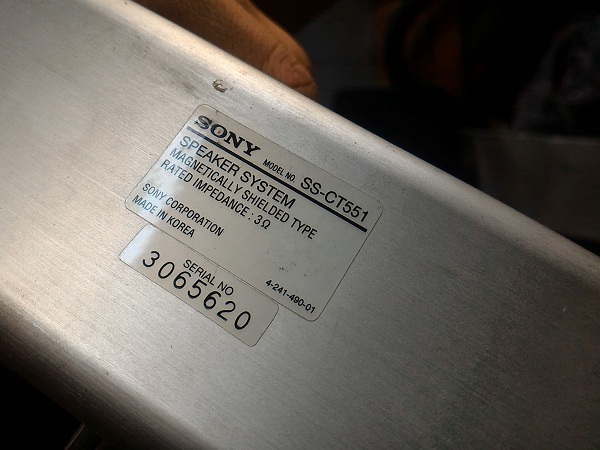 SONY MODEL NO. SS-CT551
SPEAKER SYSTEM
MAGNETICALLY SHIELDED TYPE
RATED IMPEDANCE : 3Ω
SONY CORPORATION
MADE IN KOREA
4-241-490-01
SERIAL NO
3065620